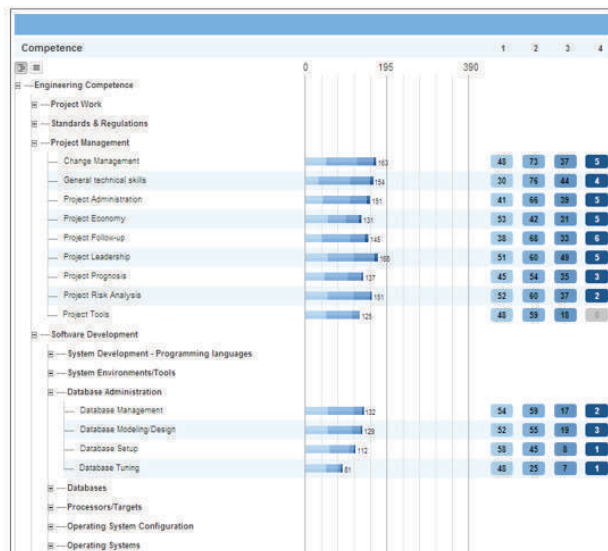 Competence 1 2 3 4
0 195 390
Engineering Competence
Project Work
Standards & Regulations
Project Management
Change Management 163 48 73 37 5
General technical skills 154 30 76 44 4
Project Administration 151 41 66 39 5
Project Economy 131 53 42 31 5
Project Follow-up 145 38 68 33 6
Project Leadership 165 51 60 49 5
Project Prognosis 137 45 54 35 3
Project Risk Analysis 151 52 60 37 2
Project Tools 125 48 59 18 0
Software Development
System Development - Programming languages
System Environments/Tools
Database Administration
Database Management 132 54 59 17 2
Database Modeling/Design 129 52 55 19 3
Database Setup 112 58 45 8 1
Database Tuning 81 48 25 7 1
Databases
Processors/Targets
Operating System Configuration
Operating Systems